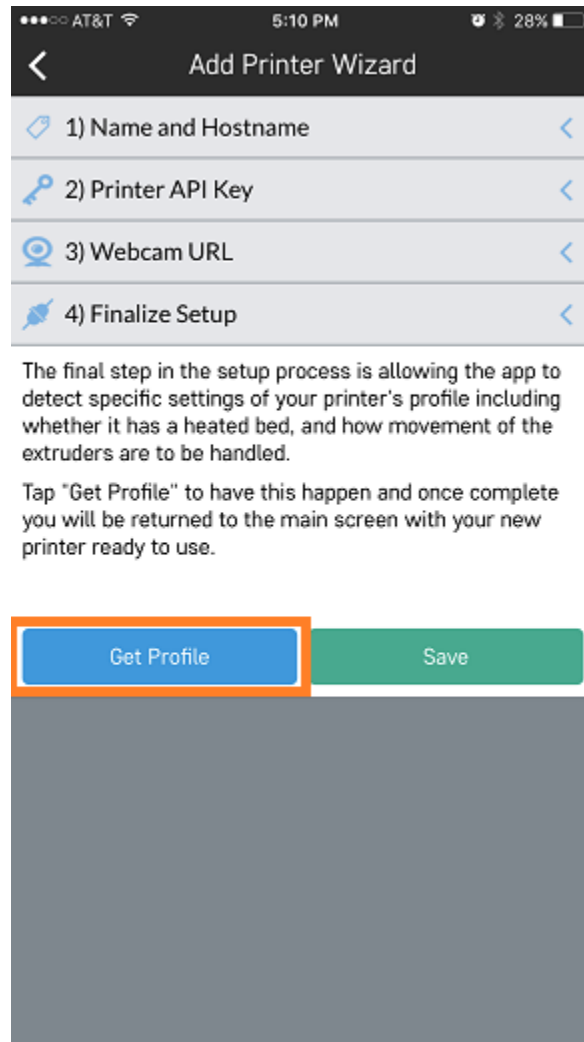 AT&T 5:10 PM 28%
Add Printer Wizard
1) Name and Hostname
2) Printer API Key
3) Webcam URL
4) Finalize Setup
The final step in the setup process is allowing the app to
detect specific settings of your printer's profile including
whether it has a heated bed, and how movement of the
extruders are to be handled.
Tap "Get Profile" to have this happen and once complete
you will be returned to the main screen with your new
printer ready to use.
Get Profile Save